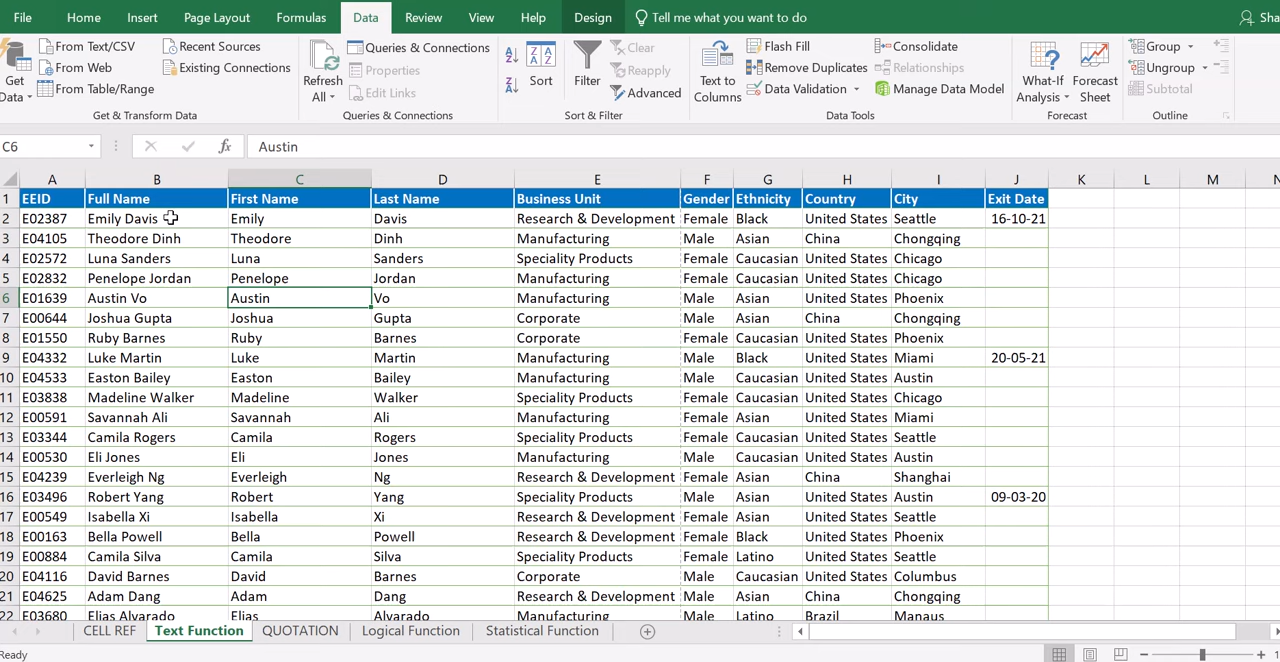 File Home Insert Page Layout Formulas Data Review View Help Design Tell me what you want to do Sha
Get Data
From Text/CSV
From Web
From Table/Range
Recent Sources
Existing Connections
Get & Transform Data
Refresh All
Queries & Connections
Properties
Edit Links
Queries & Connections
Sort
Filter
Clear
Reapply
Advanced
Sort & Filter
Text to Columns
Flash Fill
Remove Duplicates
Data Validation
Consolidate
Relationships
Manage Data Model
Data Tools
What-If Analysis
Forecast Sheet
Forecast
Group
Ungroup
Subtotal
Outline
C6 fx Austin
A B C D E F G H I J K L M N
1 EEID Full Name First Name Last Name Business Unit Gender Ethnicity Country City Exit Date
2 E02387 Emily Davis Emily Davis Research & Development Female Black United States Seattle 16-10-21
3 E04105 Theodore Dinh Theodore Dinh Manufacturing Male Asian China Chongqing
4 E02572 Luna Sanders Luna Sanders Speciality Products Female Caucasian United States Chicago
5 E02832 Penelope Jordan Penelope Jordan Manufacturing Female Caucasian United States Chicago
6 E01639 Austin Vo Austin Vo Manufacturing Male Asian United States Phoenix
7 E00644 Joshua Gupta Joshua Gupta Corporate Male Asian China Chongqing
8 E01550 Ruby Barnes Ruby Barnes Corporate Female Caucasian United States Phoenix
9 E04332 Luke Martin Luke Martin Manufacturing Male Black United States Miami 20-05-21
10 E04533 Easton Bailey Easton Bailey Manufacturing Male Caucasian United States Austin
11 E03838 Madeline Walker Madeline Walker Speciality Products Female Caucasian United States Chicago
12 E00591 Savannah Ali Savannah Ali Manufacturing Female Asian United States Miami
13 E03344 Camila Rogers Camila Rogers Speciality Products Female Caucasian United States Seattle
14 E00530 Eli Jones Eli Jones Manufacturing Male Caucasian United States Austin
15 E04239 Everleigh Ng Everleigh Ng Research & Development Female Asian China Shanghai
16 E03496 Robert Yang Robert Yang Speciality Products Male Asian United States Austin 09-03-20
17 E00549 Isabella Xi Isabella Xi Research & Development Female Asian United States Seattle
18 E00163 Bella Powell Bella Powell Research & Development Female Black United States Phoenix
19 E00884 Camila Silva Camila Silva Speciality Products Female Latino United States Seattle
20 E04116 David Barnes David Barnes Corporate Male Caucasian United States Columbus
21 E04625 Adam Dang Adam Dang Research & Development Male Asian China Chongqing
22 E03680 Elias Alvarado Elias Alvarado Manufacturing Male Latino Brazil Manaus
CELL REF Text Function QUOTATION Logical Function Statistical Function
Ready 1